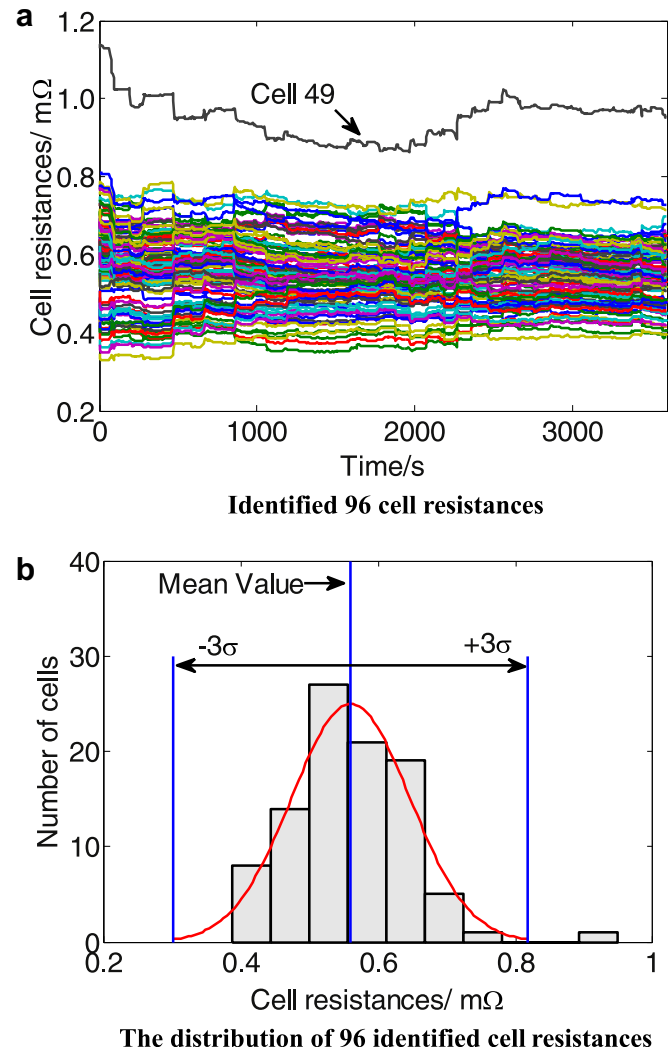 a
1.2
1.0
0.8
0.6
0.4
0.2
Cell resistances/ mΩ
Cell 49
0 1000 2000 3000
Time/s
Identified 96 cell resistances
b
40
30
20
10
0
Number of cells
Mean Value
-3σ +3σ
0.2 0.4 0.6 0.8 1
Cell resistances/ mΩ
The distribution of 96 identified cell resistances